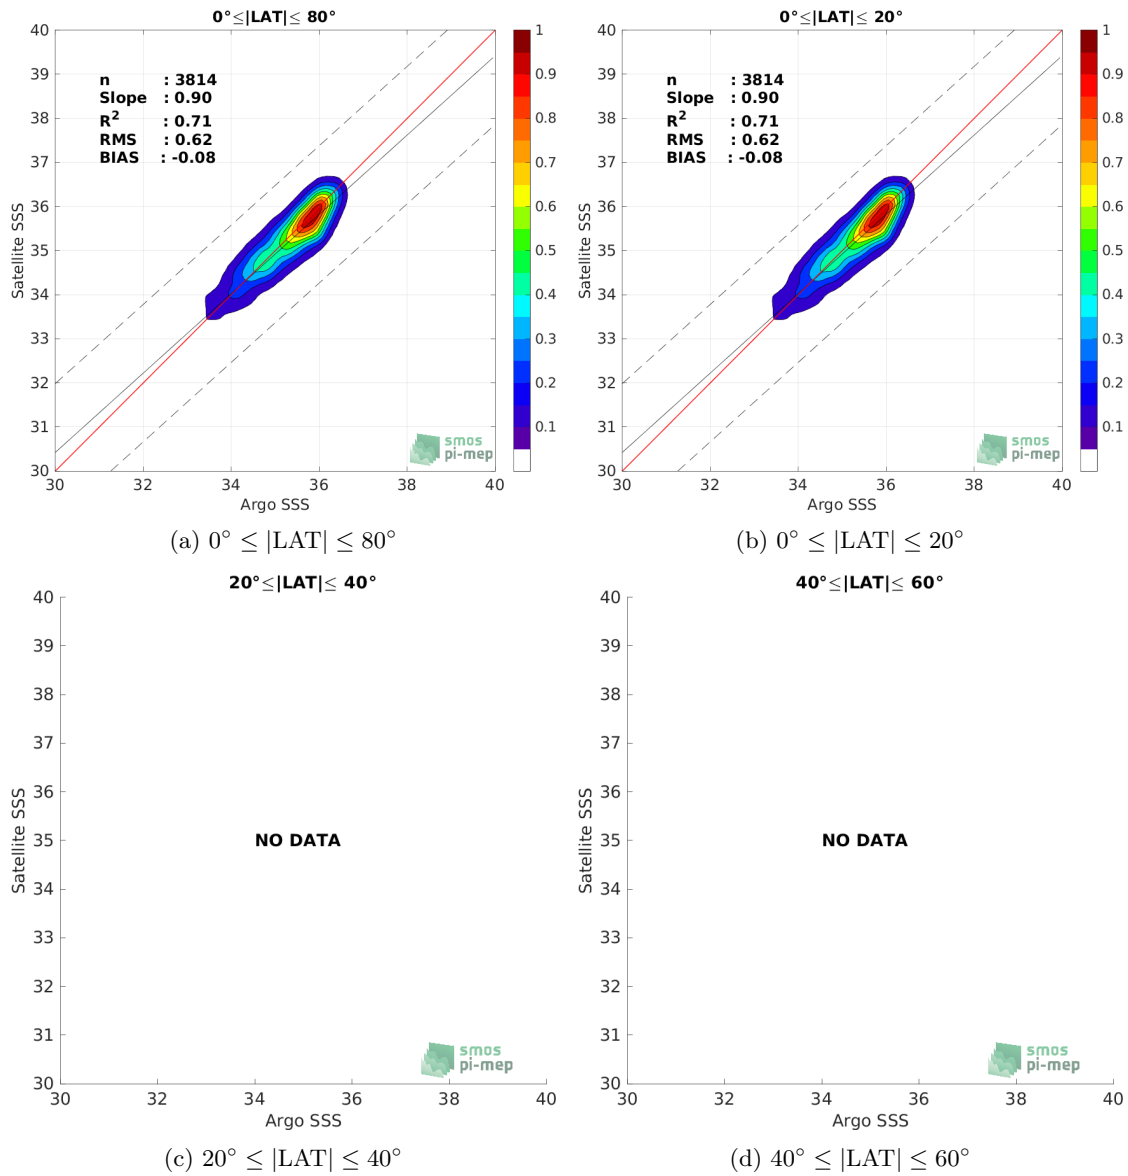 0°≤|LAT|≤ 80°
40
39
38
37
36
35
34
33
32
31
30
Satellite SSS
n : 3814
Slope : 0.90
R² : 0.71
RMS : 0.62
BIAS : -0.08
1
0.9
0.8
0.7
0.6
0.5
0.4
0.3
0.2
0.1
smos
pi-mep
30 32 34 36 38 40
Argo SSS
(a) 0° ≤ |LAT| ≤ 80°
0°≤|LAT|≤ 20°
40
39
38
37
36
35
34
33
32
31
30
Satellite SSS
n : 3814
Slope : 0.90
R² : 0.71
RMS : 0.62
BIAS : -0.08
1
0.9
0.8
0.7
0.6
0.5
0.4
0.3
0.2
0.1
smos
pi-mep
30 32 34 36 38 40
Argo SSS
(b) 0° ≤ |LAT| ≤ 20°
20°≤|LAT|≤ 40°
40
39
38
37
36
35
34
33
32
31
30
Satellite SSS
NO DATA
smos
pi-mep
30 32 34 36 38 40
Argo SSS
(c) 20° ≤ |LAT| ≤ 40°
40°≤|LAT|≤ 60°
40
39
38
37
36
35
34
33
32
31
30
Satellite SSS
NO DATA
smos
pi-mep
30 32 34 36 38 40
Argo SSS
(d) 40° ≤ |LAT| ≤ 60°